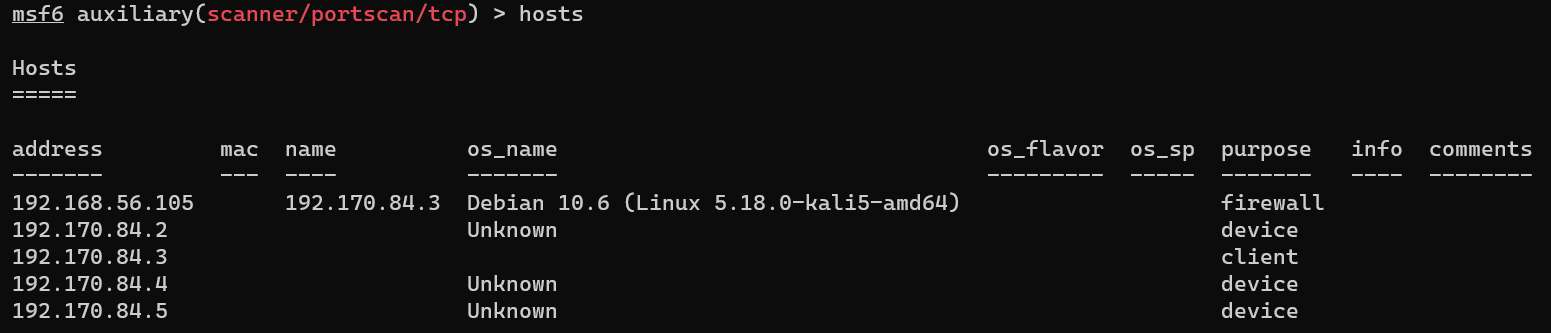 msf6 auxiliary(scanner/portscan/tcp) > hosts
Hosts
=====
address         mac  name          os_name                                 os_flavor  os_sp  purpose   info  comments
-------         ---  ----          -------                                 ---------  -----  -------   ----  --------
192.168.56.105       192.170.84.3  Debian 10.6 (Linux 5.18.0-kali5-amd64)                    firewall
192.170.84.2                       Unknown                                                   device
192.170.84.3                                                                                 client
192.170.84.4                       Unknown                                                   device
192.170.84.5                       Unknown                                                   device